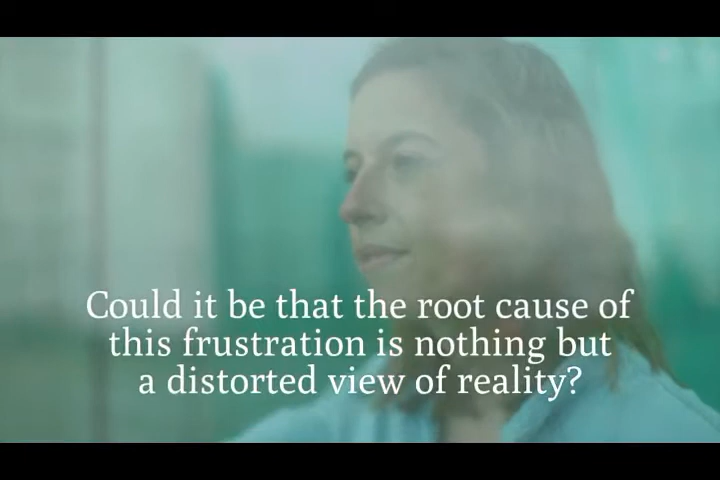 Could it be that the root cause of
this frustration is nothing but
a distorted view of reality?